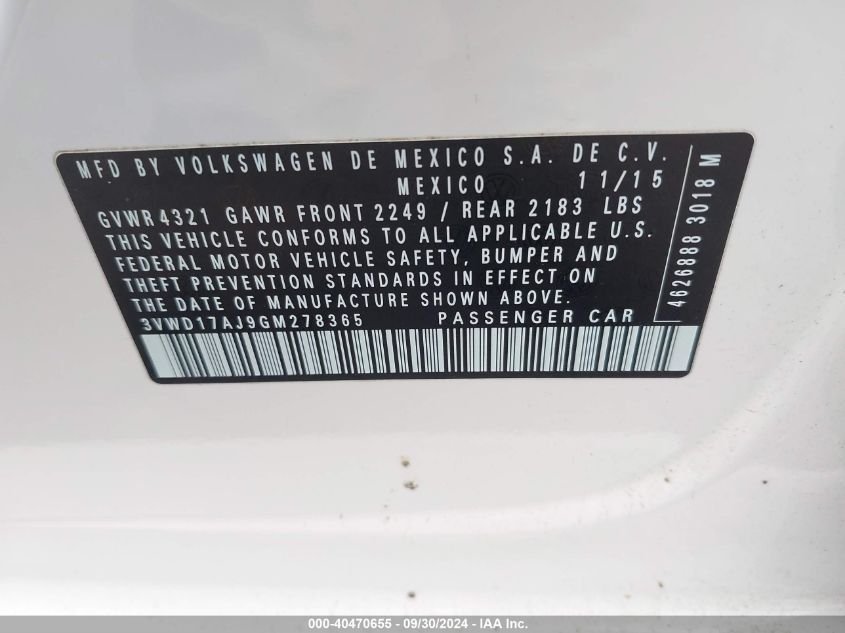 MFD BY VOLKSWAGEN DE MEXICO S.A. DE C.V.
MEXICO 11/15
GVWR 4321 GAWR FRONT 2249 / REAR 2183 LBS
THIS VEHICLE CONFORMS TO ALL APPLICABLE U.S.
FEDERAL MOTOR VEHICLE SAFETY, BUMPER AND
THEFT PREVENTION STANDARDS IN EFFECT ON
THE DATE OF MANUFACTURE SHOWN ABOVE.
3VWD17AJ9GM278365 PASSENGER CAR
4626888 3018 M
000-40470655 - 09/30/2024 - IAA Inc.